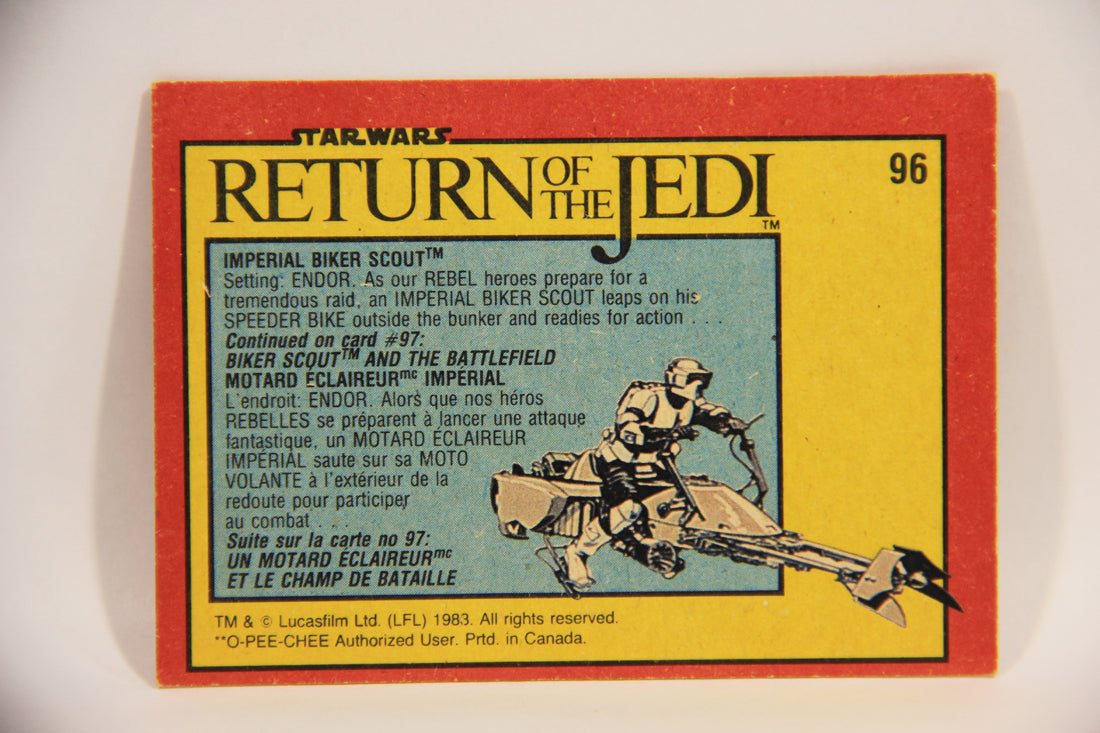 STAR WARS
RETURN OF THE JEDI™
96
IMPERIAL BIKER SCOUT™
Setting: ENDOR. As our REBEL heroes prepare for a
tremendous raid, an IMPERIAL BIKER SCOUT leaps on his
SPEEDER BIKE outside the bunker and readies for action . . .
Continued on card #97:
BIKER SCOUT™ AND THE BATTLEFIELD
MOTARD ÉCLAIREURᵐᶜ IMPÉRIAL
L'endroit: ENDOR. Alors que nos héros
REBELLES se préparent à lancer une attaque
fantastique, un MOTARD ÉCLAIREUR
IMPÉRIAL saute sur sa MOTO
VOLANTE à l'extérieur de la
redoute pour participer
au combat . . .
Suite sur la carte no 97:
UN MOTARD ÉCLAIREURᵐᶜ
ET LE CHAMP DE BATAILLE
TM & © Lucasfilm Ltd. (LFL) 1983. All rights reserved.
**O-PEE-CHEE Authorized User. Prtd. in Canada.